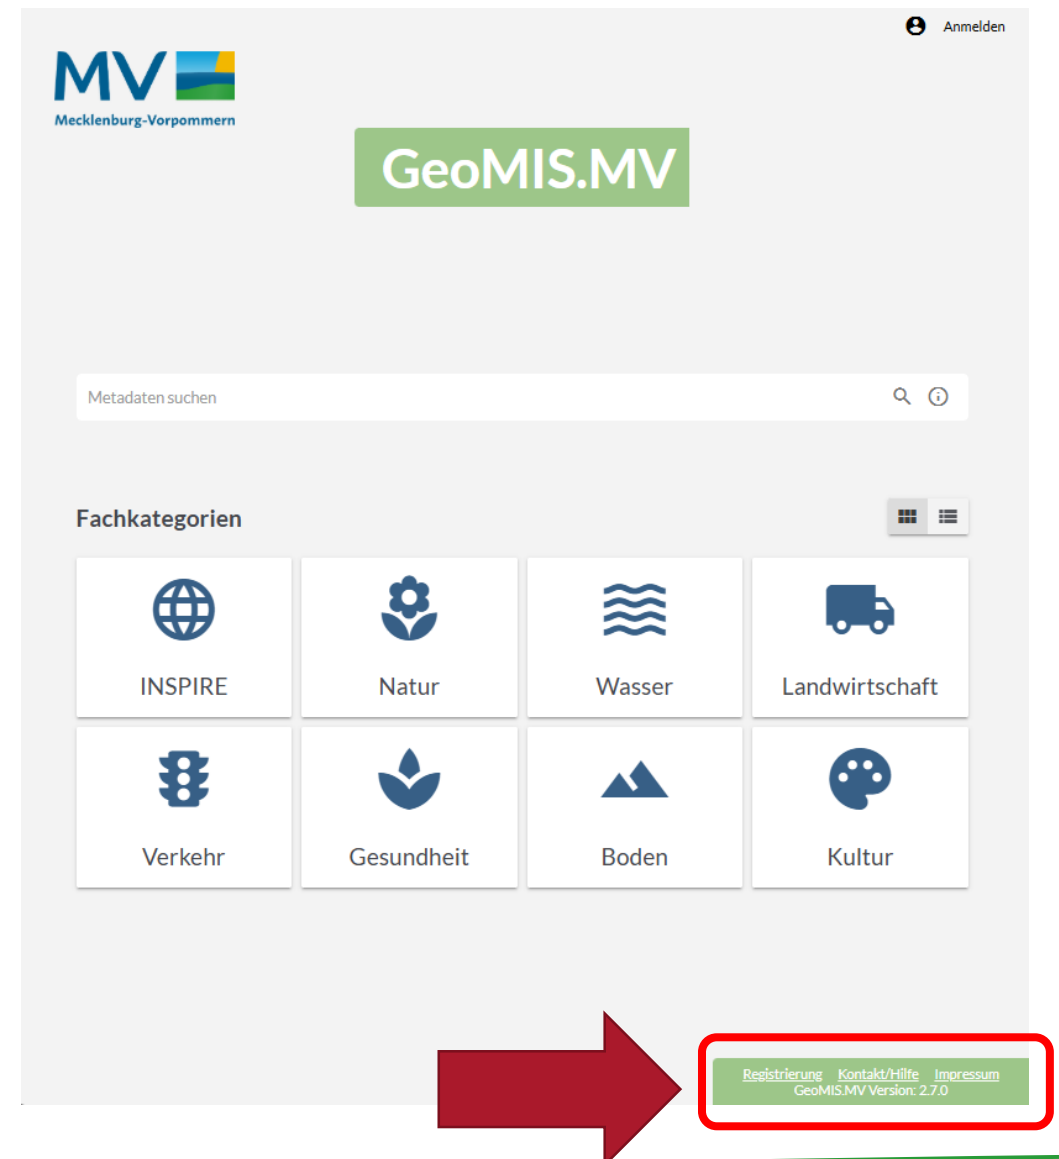 Anmelden
MV
Mecklenburg-Vorpommern
GeoMIS.MV
Metadaten suchen
Fachkategorien
INSPIRE
Natur
Wasser
Landwirtschaft
Verkehr
Gesundheit
Boden
Kultur
Registrierung Kontakt/Hilfe Impressum
GeoMIS.MV Version: 2.7.0